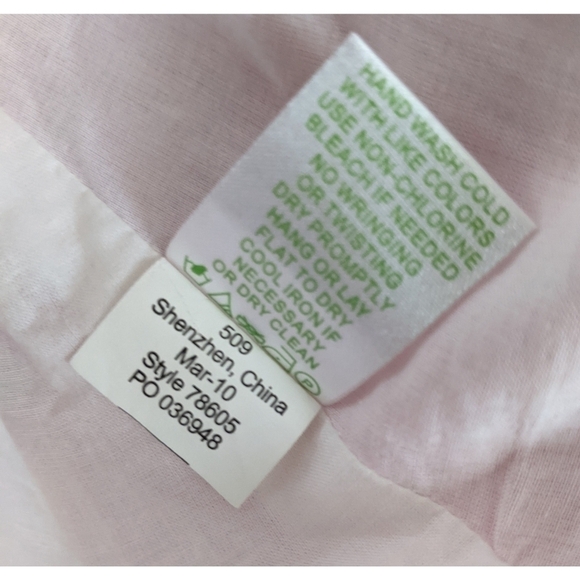 HAND WASH COLD
WITH LIKE COLORS
USE NON-CHLORINE
BLEACH IF NEEDED
NO WRINGING
OR TWISTING
DRY PROMPTLY
HANG OR LAY
FLAT TO DRY
COOL IRON IF
NECESSARY
OR DRY CLEAN
P
509
Shenzhen, China
Mar-10
Style 78605
PO 036948